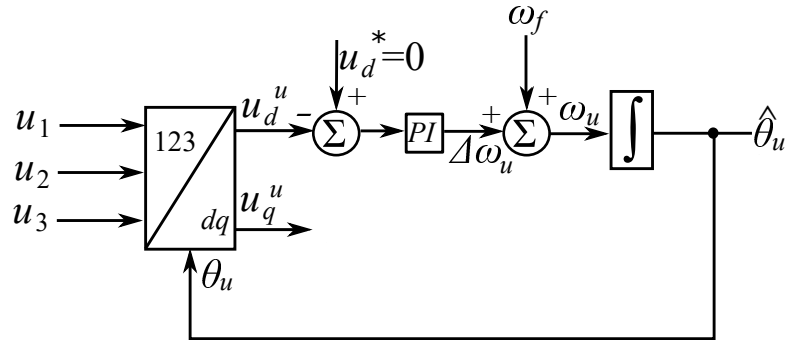 u_d^*=0
ω_f
u_1
u_2
u_3
123
dq
u_d^u
u_q^u
-
+
Σ
PI
+
Δω_u
+
Σ
ω_u
∫
θ̂_u
θ_u